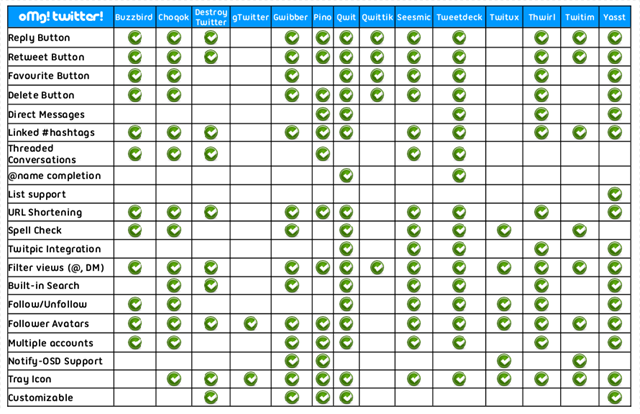 oMg! twitter! Buzzbird Choqok Destroy Twitter gTwitter Gwibber Pino Qwit Quittik Seesmic Tweetdeck Twitux Thwirl Twitim Yasst
Reply Button
Retweet Button
Favourite Button
Delete Button
Direct Messages
Linked #hashtags
Threaded
Conversations
@name completion
List support
URL Shortening
Spell Check
Twitpic Integration
Filter views (@, DM)
Built-in Search
Follow/Unfollow
Follower Avatars
Multiple accounts
Notify-OSD Support
Tray Icon
Customizable